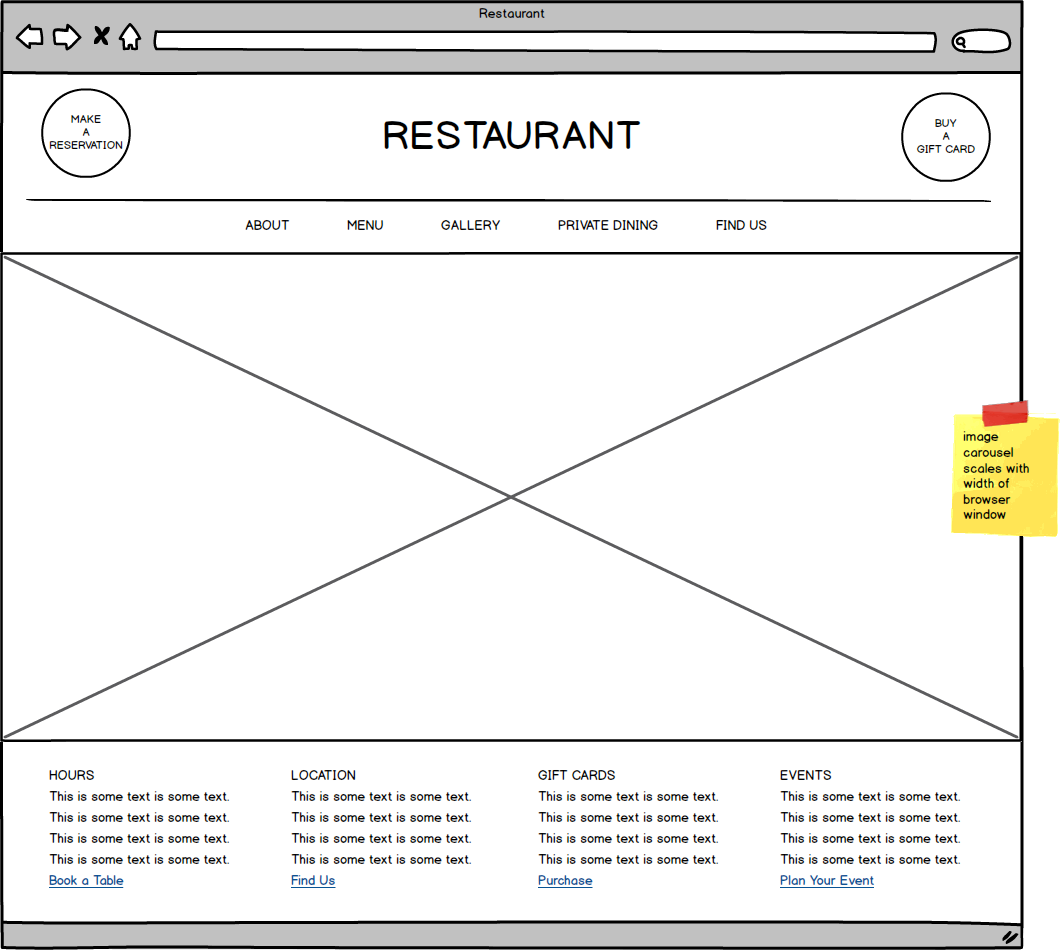 Restaurant
MAKE
A
RESERVATION
RESTAURANT
BUY
A
GIFT CARD
ABOUT MENU GALLERY PRIVATE DINING FIND US
image
carousel
scales with
width of
browser
window
HOURS
This is some text is some text.
This is some text is some text.
This is some text is some text.
This is some text is some text.
Book a Table
LOCATION
This is some text is some text.
This is some text is some text.
This is some text is some text.
This is some text is some text.
Find Us
GIFT CARDS
This is some text is some text.
This is some text is some text.
This is some text is some text.
This is some text is some text.
Purchase
EVENTS
This is some text is some text.
This is some text is some text.
This is some text is some text.
This is some text is some text.
Plan Your Event